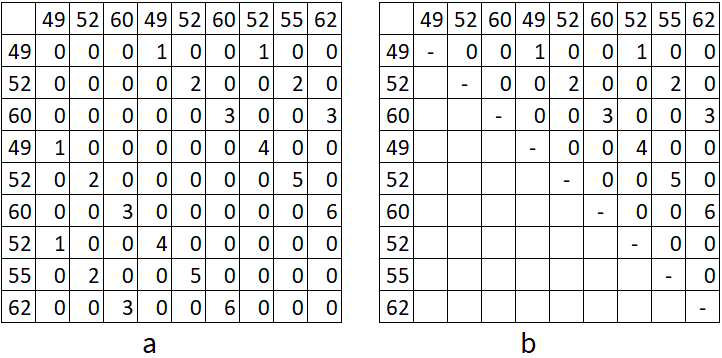 49 52 60 49 52 60 52 55 62
49 0 0 0 1 0 0 1 0 0
52 0 0 0 0 2 0 0 2 0
60 0 0 0 0 0 3 0 0 3
49 1 0 0 0 0 0 4 0 0
52 0 2 0 0 0 0 0 5 0
60 0 0 3 0 0 0 0 0 6
52 1 0 0 4 0 0 0 0 0
55 0 2 0 0 5 0 0 0 0
62 0 0 3 0 0 6 0 0 0
a
49 52 60 49 52 60 52 55 62
49 - 0 0 1 0 0 1 0 0
52 - 0 0 2 0 0 2 0
60 - 0 0 3 0 0 3
49 - 0 0 4 0 0
52 - 0 0 5 0
60 - 0 0 6
52 - 0 0
55 - 0
62 -
b